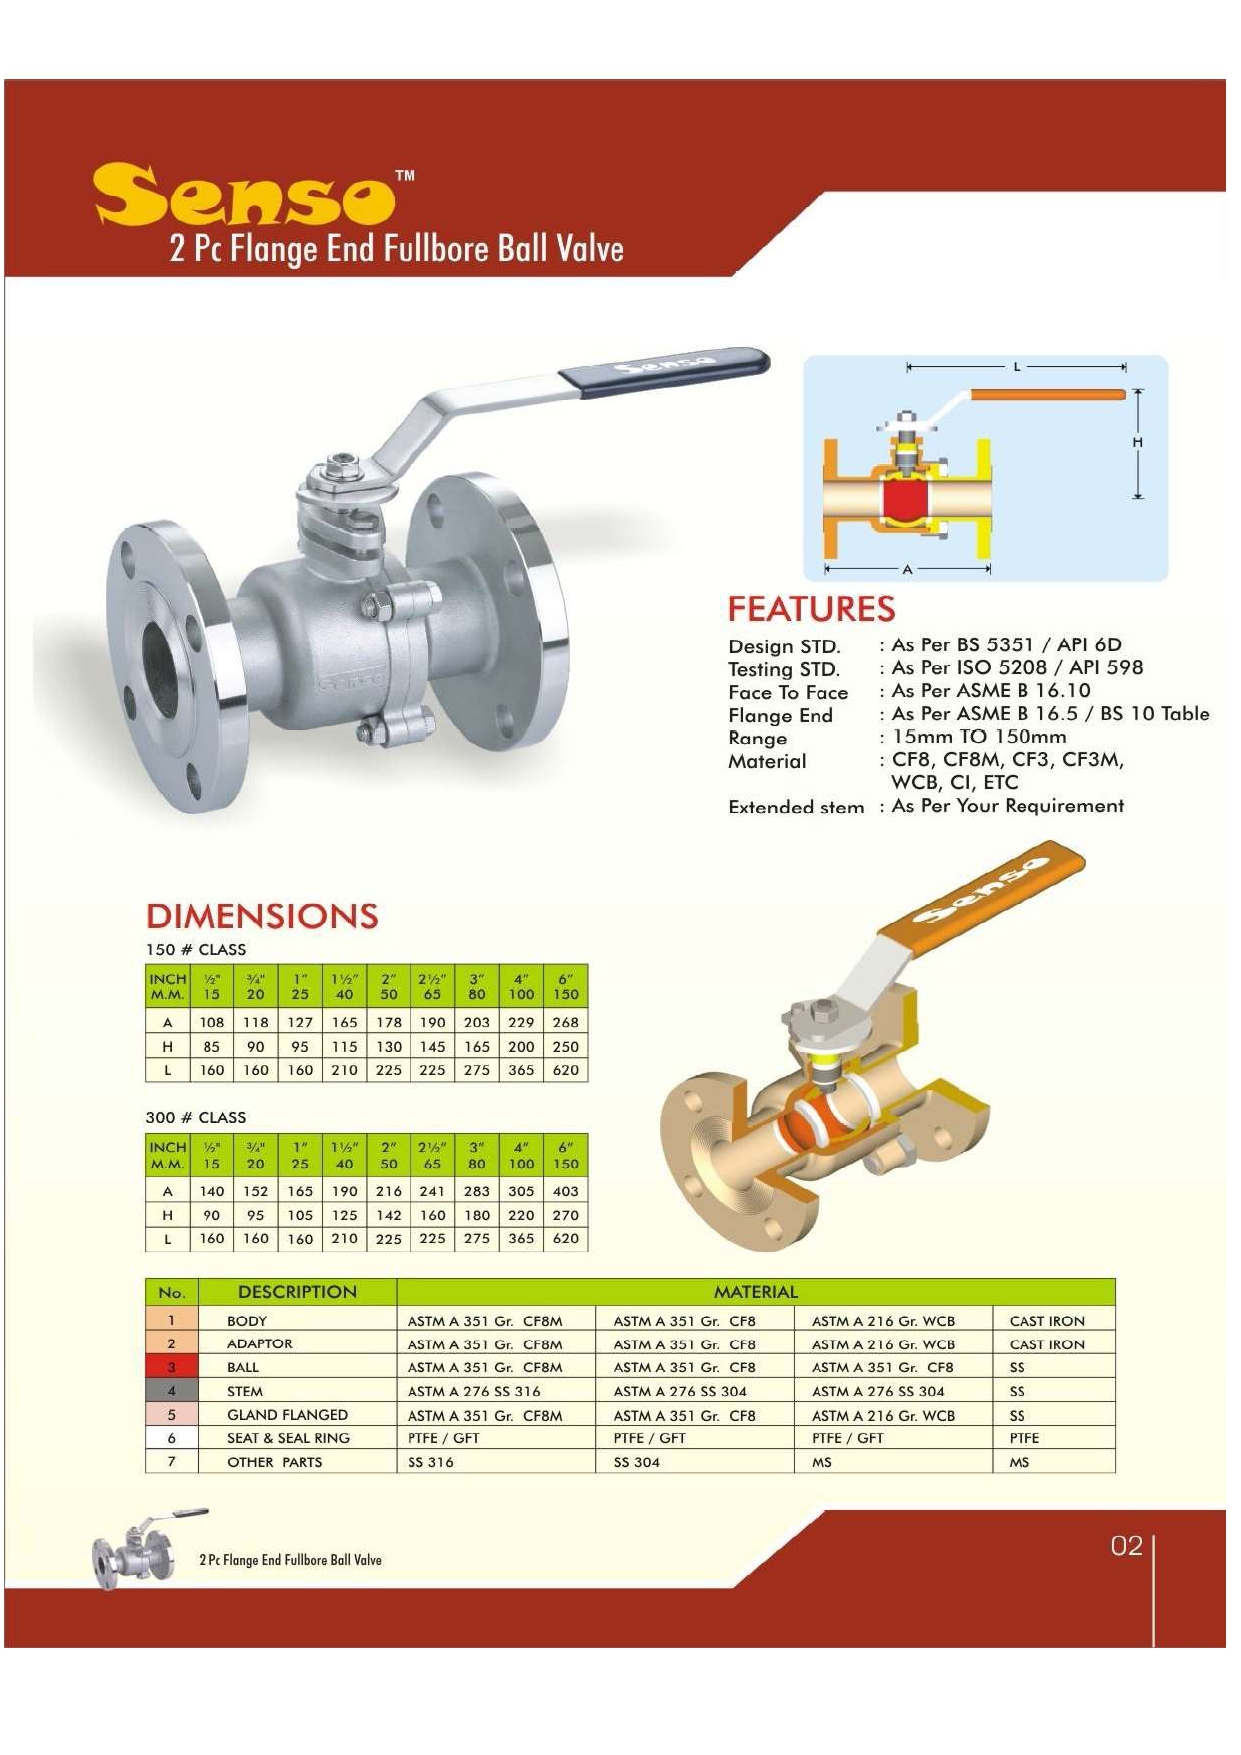 Senso™
2 Pc Flange End Fullbore Ball Valve
Senso
L
H
A
Senso
FEATURES
Design STD. : As Per BS 5351 / API 6D
Testing STD. : As Per ISO 5208 / API 598
Face To Face : As Per ASME B 16.10
Flange End : As Per ASME B 16.5 / BS 10 Table
Range : 15mm TO 150mm
Material : CF8, CF8M, CF3, CF3M,
WCB, CI, ETC
Extended stem : As Per Your Requirement
Senso
DIMENSIONS
150 # CLASS
INCH ½" ¾" 1" 1½" 2" 2½" 3" 4" 6"
M.M. 15 20 25 40 50 65 80 100 150
A 108 118 127 165 178 190 203 229 268
H 85 90 95 115 130 145 165 200 250
L 160 160 160 210 225 225 275 365 620
300 # CLASS
INCH ½" ¾" 1" 1½" 2" 2½" 3" 4" 6"
M.M. 15 20 25 40 50 65 80 100 150
A 140 152 165 190 216 241 283 305 403
H 90 95 105 125 142 160 180 220 270
L 160 160 160 210 225 225 275 365 620
No. DESCRIPTION MATERIAL
1 BODY ASTM A 351 Gr. CF8M ASTM A 351 Gr. CF8 ASTM A 216 Gr. WCB CAST IRON
2 ADAPTOR ASTM A 351 Gr. CF8M ASTM A 351 Gr. CF8 ASTM A 216 Gr. WCB CAST IRON
3 BALL ASTM A 351 Gr. CF8M ASTM A 351 Gr. CF8 ASTM A 351 Gr. CF8 SS
4 STEM ASTM A 276 SS 316 ASTM A 276 SS 304 ASTM A 276 SS 304 SS
5 GLAND FLANGED ASTM A 351 Gr. CF8M ASTM A 351 Gr. CF8 ASTM A 216 Gr. WCB SS
6 SEAT & SEAL RING PTFE / GFT PTFE / GFT PTFE / GFT PTFE
7 OTHER PARTS SS 316 SS 304 MS MS
2 Pc Flange End Fullbore Ball Valve
02